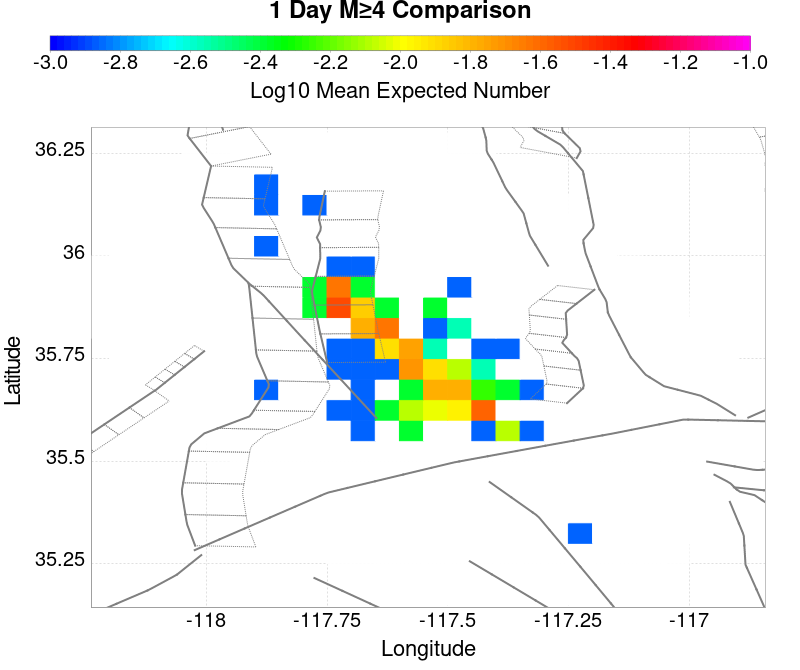 1 Day M≥4 Comparison
-3.0 -2.8 -2.6 -2.4 -2.2 -2.0 -1.8 -1.6 -1.4 -1.2 -1.0
Log10 Mean Expected Number
36.25
36
35.75
35.5
35.25
Latitude
-118 -117.75 -117.5 -117.25 -117
Longitude